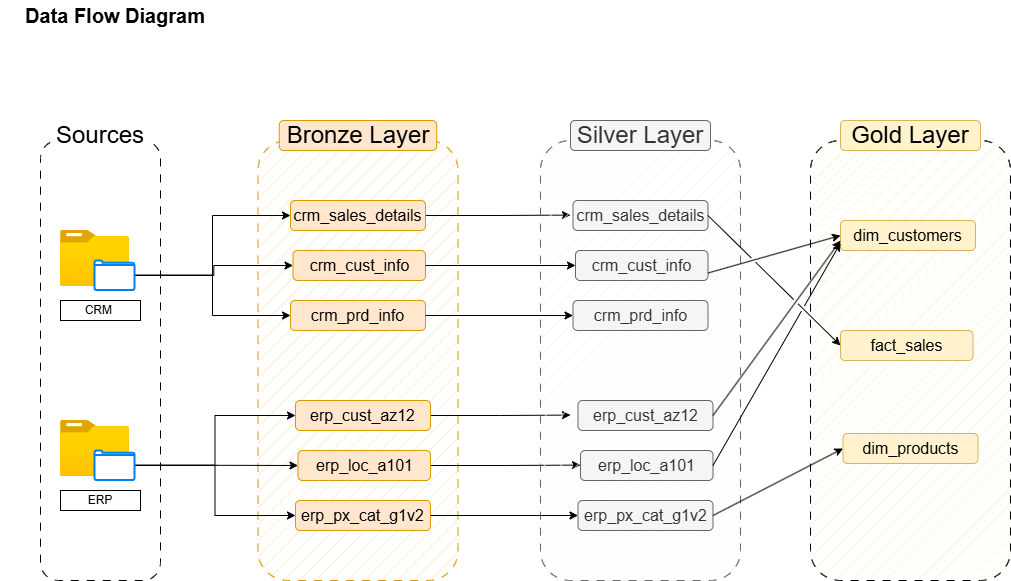 Data Flow Diagram
Sources
Bronze Layer
Silver Layer
Gold Layer
crm_sales_details
crm_sales_details
dim_customers
crm_cust_info
crm_cust_info
CRM
crm_prd_info
crm_prd_info
fact_sales
erp_cust_az12
erp_cust_az12
dim_products
erp_loc_a101
erp_loc_a101
ERP
erp_px_cat_g1v2
erp_px_cat_g1v2